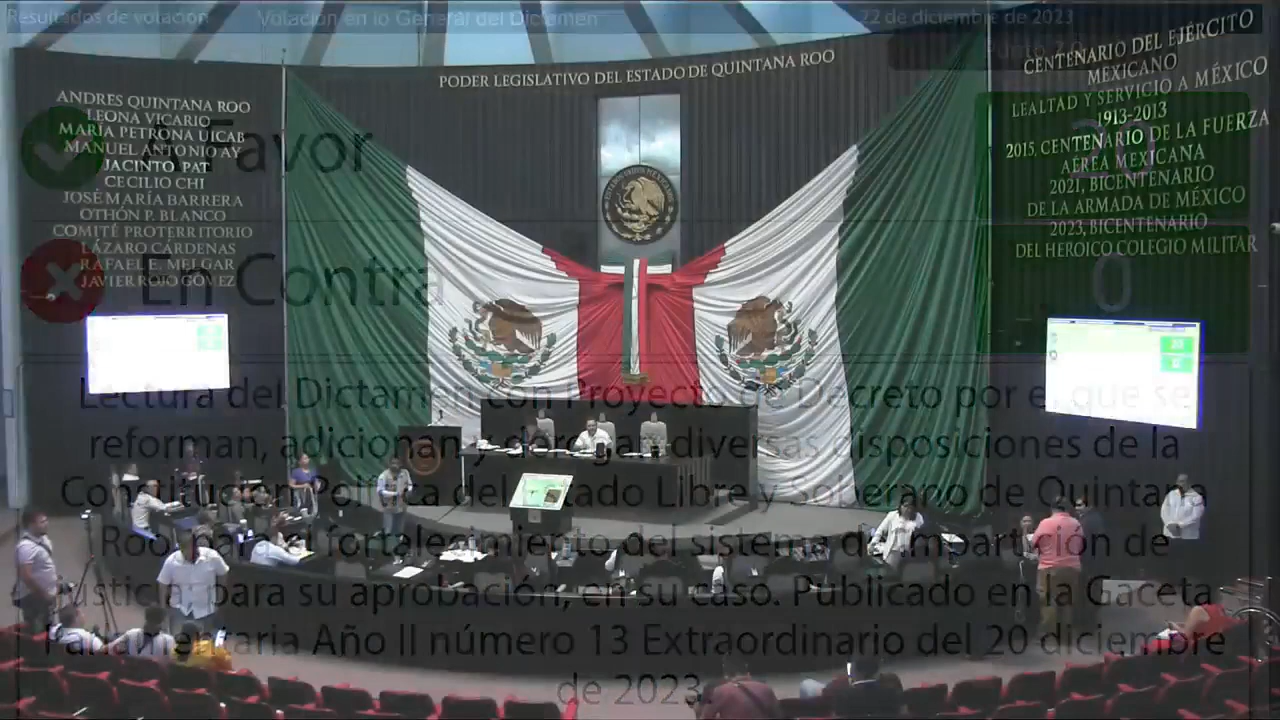 Resultados de votación
Votación en lo General del Dictamen
22 de diciembre de 2023
PODER LEGISLATIVO DEL ESTADO DE QUINTANA ROO
ANDRES QUINTANA ROO
LEONA VICARIO
MARÍA PETRONA UICAB
MANUEL ANTONIO AY
JACINTO PAT
CECILIO CHI
JOSÉ MARÍA BARRERA
OTHÓN P. BLANCO
COMITÉ PROTERRITORIO
LÁZARO CÁRDENAS
RAFAEL E. MELGAR
JAVIER ROJO GÓMEZ
CENTENARIO DEL EJÉRCITO
MEXICANO
LEALTAD Y SERVICIO A MÉXICO
1913-2013
2015, CENTENARIO DE LA FUERZA
AÉREA MEXICANA
2021, BICENTENARIO
DE LA ARMADA DE MÉXICO
2023, BICENTENARIO
DEL HEROICO COLEGIO MILITAR
A Favor
20
En Contra
0
Lectura del Dictamen con Proyecto de Decreto por el que se
reforman, adicionan y derogan diversas disposiciones de la
Constitución Política del Estado Libre y Soberano de Quintana
Roo, para el fortalecimiento del sistema de impartición de
justicia; para su aprobación, en su caso. Publicado en la Gaceta
Parlamentaria Año II número 13 Extraordinario del 20 diciembre
de 2023.